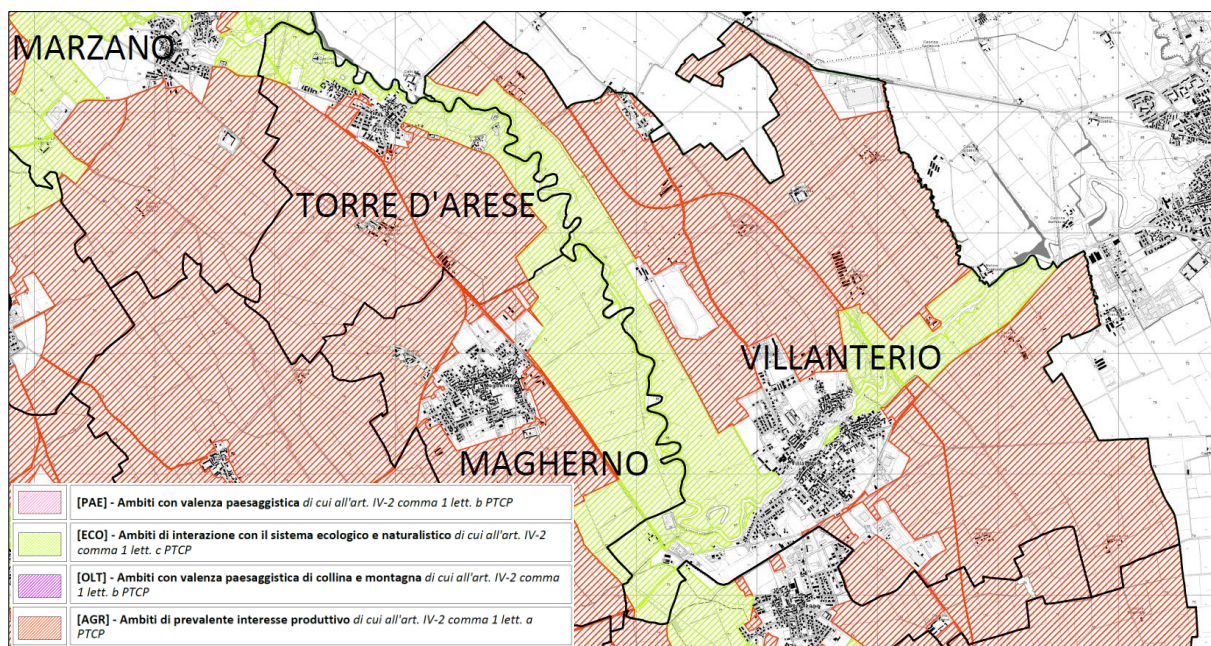 MARZANO
TORRE D'ARESE
VILLANTERIO
MAGHERNO
[PAE] - Ambiti con valenza paesaggistica di cui all'art. IV-2 comma 1 lett. b PTCP
[ECO] - Ambiti di interazione con il sistema ecologico e naturalistico di cui all'art. IV-2
comma 1 lett. c PTCP
[OLT] - Ambiti con valenza paesaggistica di collina e montagna di cui all'art. IV-2 comma
1 lett. b PTCP
[AGR] - Ambiti di prevalente interesse produttivo di cui all'art. IV-2 comma 1 lett. a
PTCP